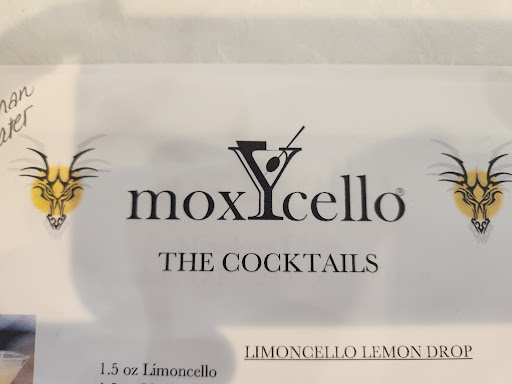 moxYcello®
THE COCKTAILS
LIMONCELLO LEMON DROP
1.5 oz Limoncello